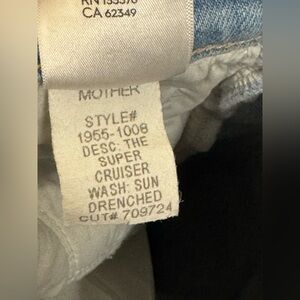 CA 62349
MOTHER
STYLE#
1955-1008
DESC: THE
SUPER
CRUISER
WASH: SUN
DRENCHED
CUT# 709724